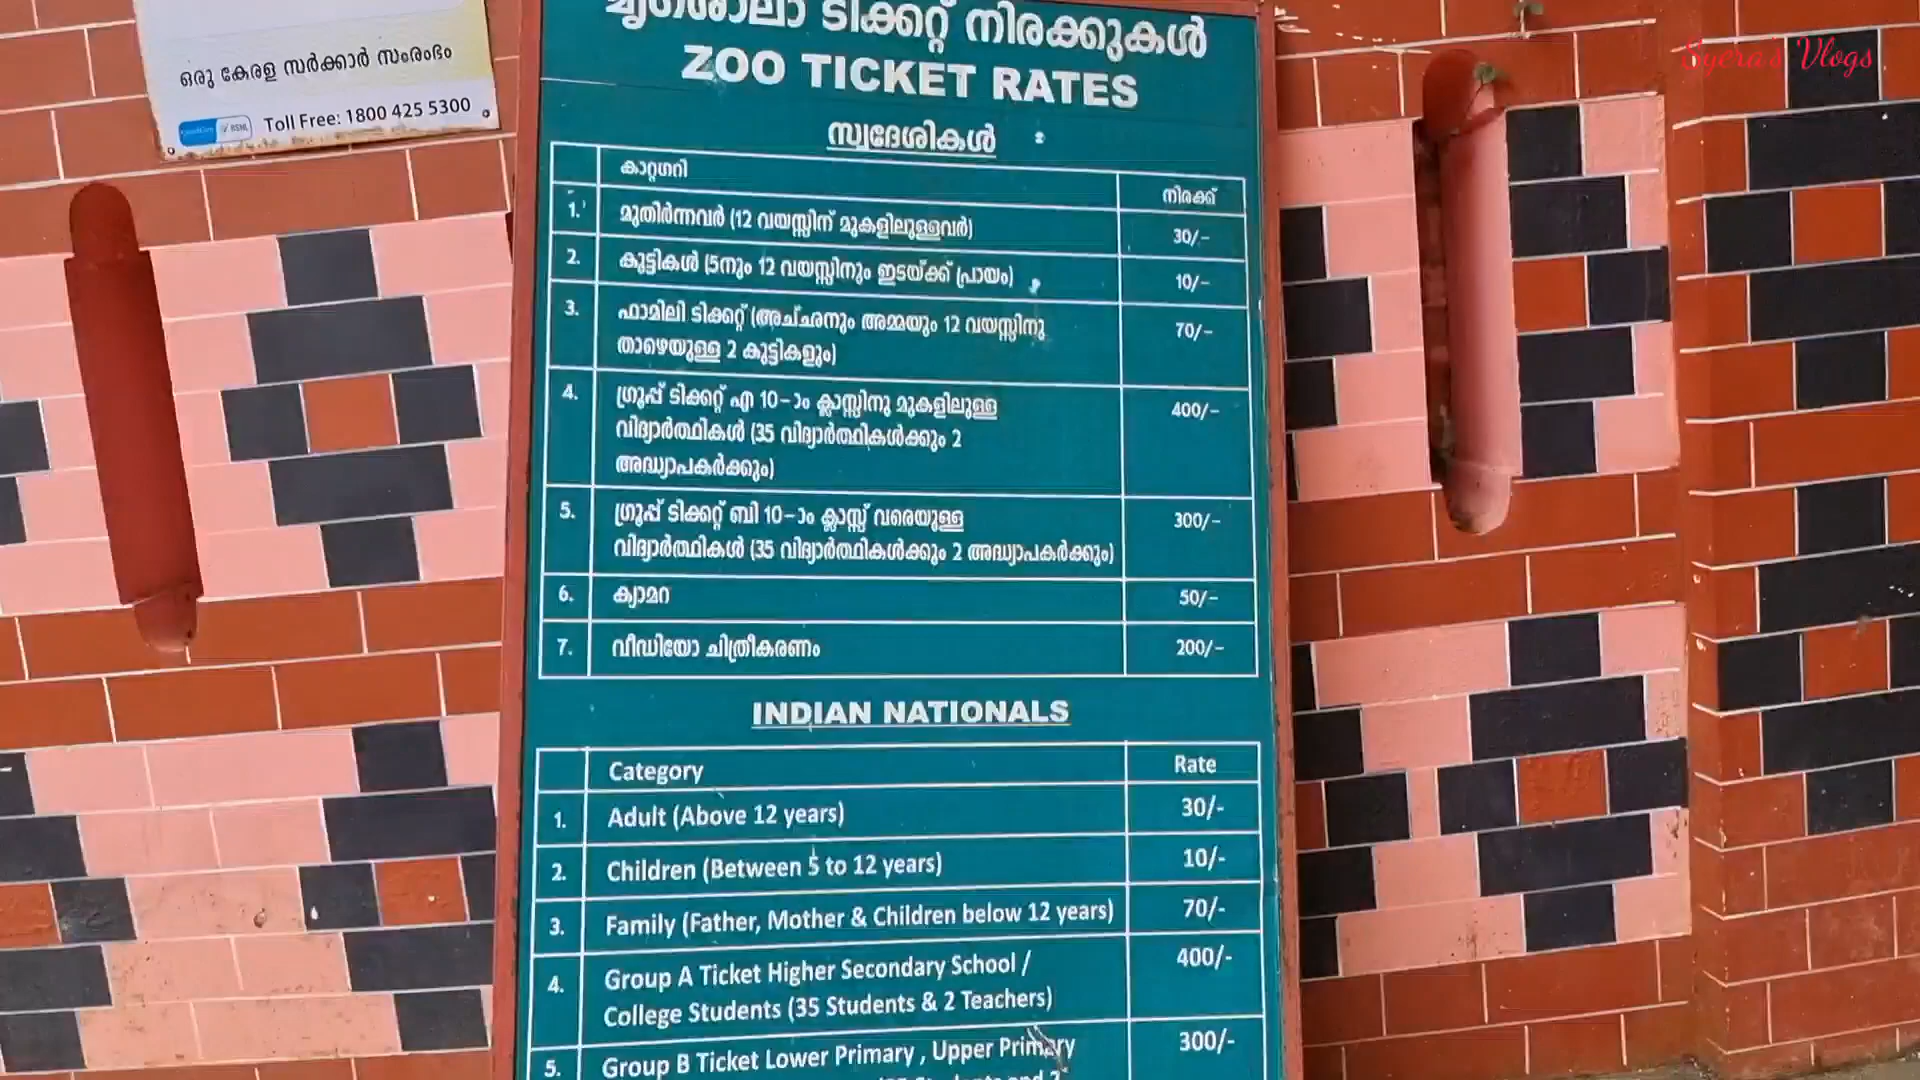 ഒരു കേരള സർക്കാർ സംരംഭം
Toll Free: 1800 425 5300
BSNL
Syera's Vlogs
മൃഗശാലാ ടിക്കറ്റ് നിരക്കുകൾ
ZOO TICKET RATES
സ്വദേശികൾ :
കാറ്റഗറി നിരക്ക്
1. മുതിർന്നവർ (12 വയസ്സിന് മുകളിലുള്ളവർ) 30/-
2. കുട്ടികൾ (5നും 12 വയസ്സിനും ഇടയ്ക്ക് പ്രായം) 10/-
3. ഫാമിലി ടിക്കറ്റ് (അച്ഛനും അമ്മയും 12 വയസ്സിനു 70/-
താഴെയുള്ള 2 കുട്ടികളും)
4. ഗ്രൂപ്പ് ടിക്കറ്റ് എ 10-ാം ക്ലാസ്സിനു മുകളിലുള്ള 400/-
വിദ്യാർത്ഥികൾ (35 വിദ്യാർത്ഥികൾക്കും 2
അദ്ധ്യാപകർക്കും)
5. ഗ്രൂപ്പ് ടിക്കറ്റ് ബി 10-ാം ക്ലാസ്സ് വരെയുള്ള 300/-
വിദ്യാർത്ഥികൾ (35 വിദ്യാർത്ഥികൾക്കും 2 അദ്ധ്യാപകർക്കും)
6. ക്യാമറ 50/-
7. വീഡിയോ ചിത്രീകരണം 200/-
INDIAN NATIONALS
Category Rate
1. Adult (Above 12 years) 30/-
2. Children (Between 5 to 12 years) 10/-
3. Family (Father, Mother & Children below 12 years) 70/-
4. Group A Ticket Higher Secondary School / 400/-
College Students (35 Students & 2 Teachers)
5. Group B Ticket Lower Primary , Upper Primary 300/-